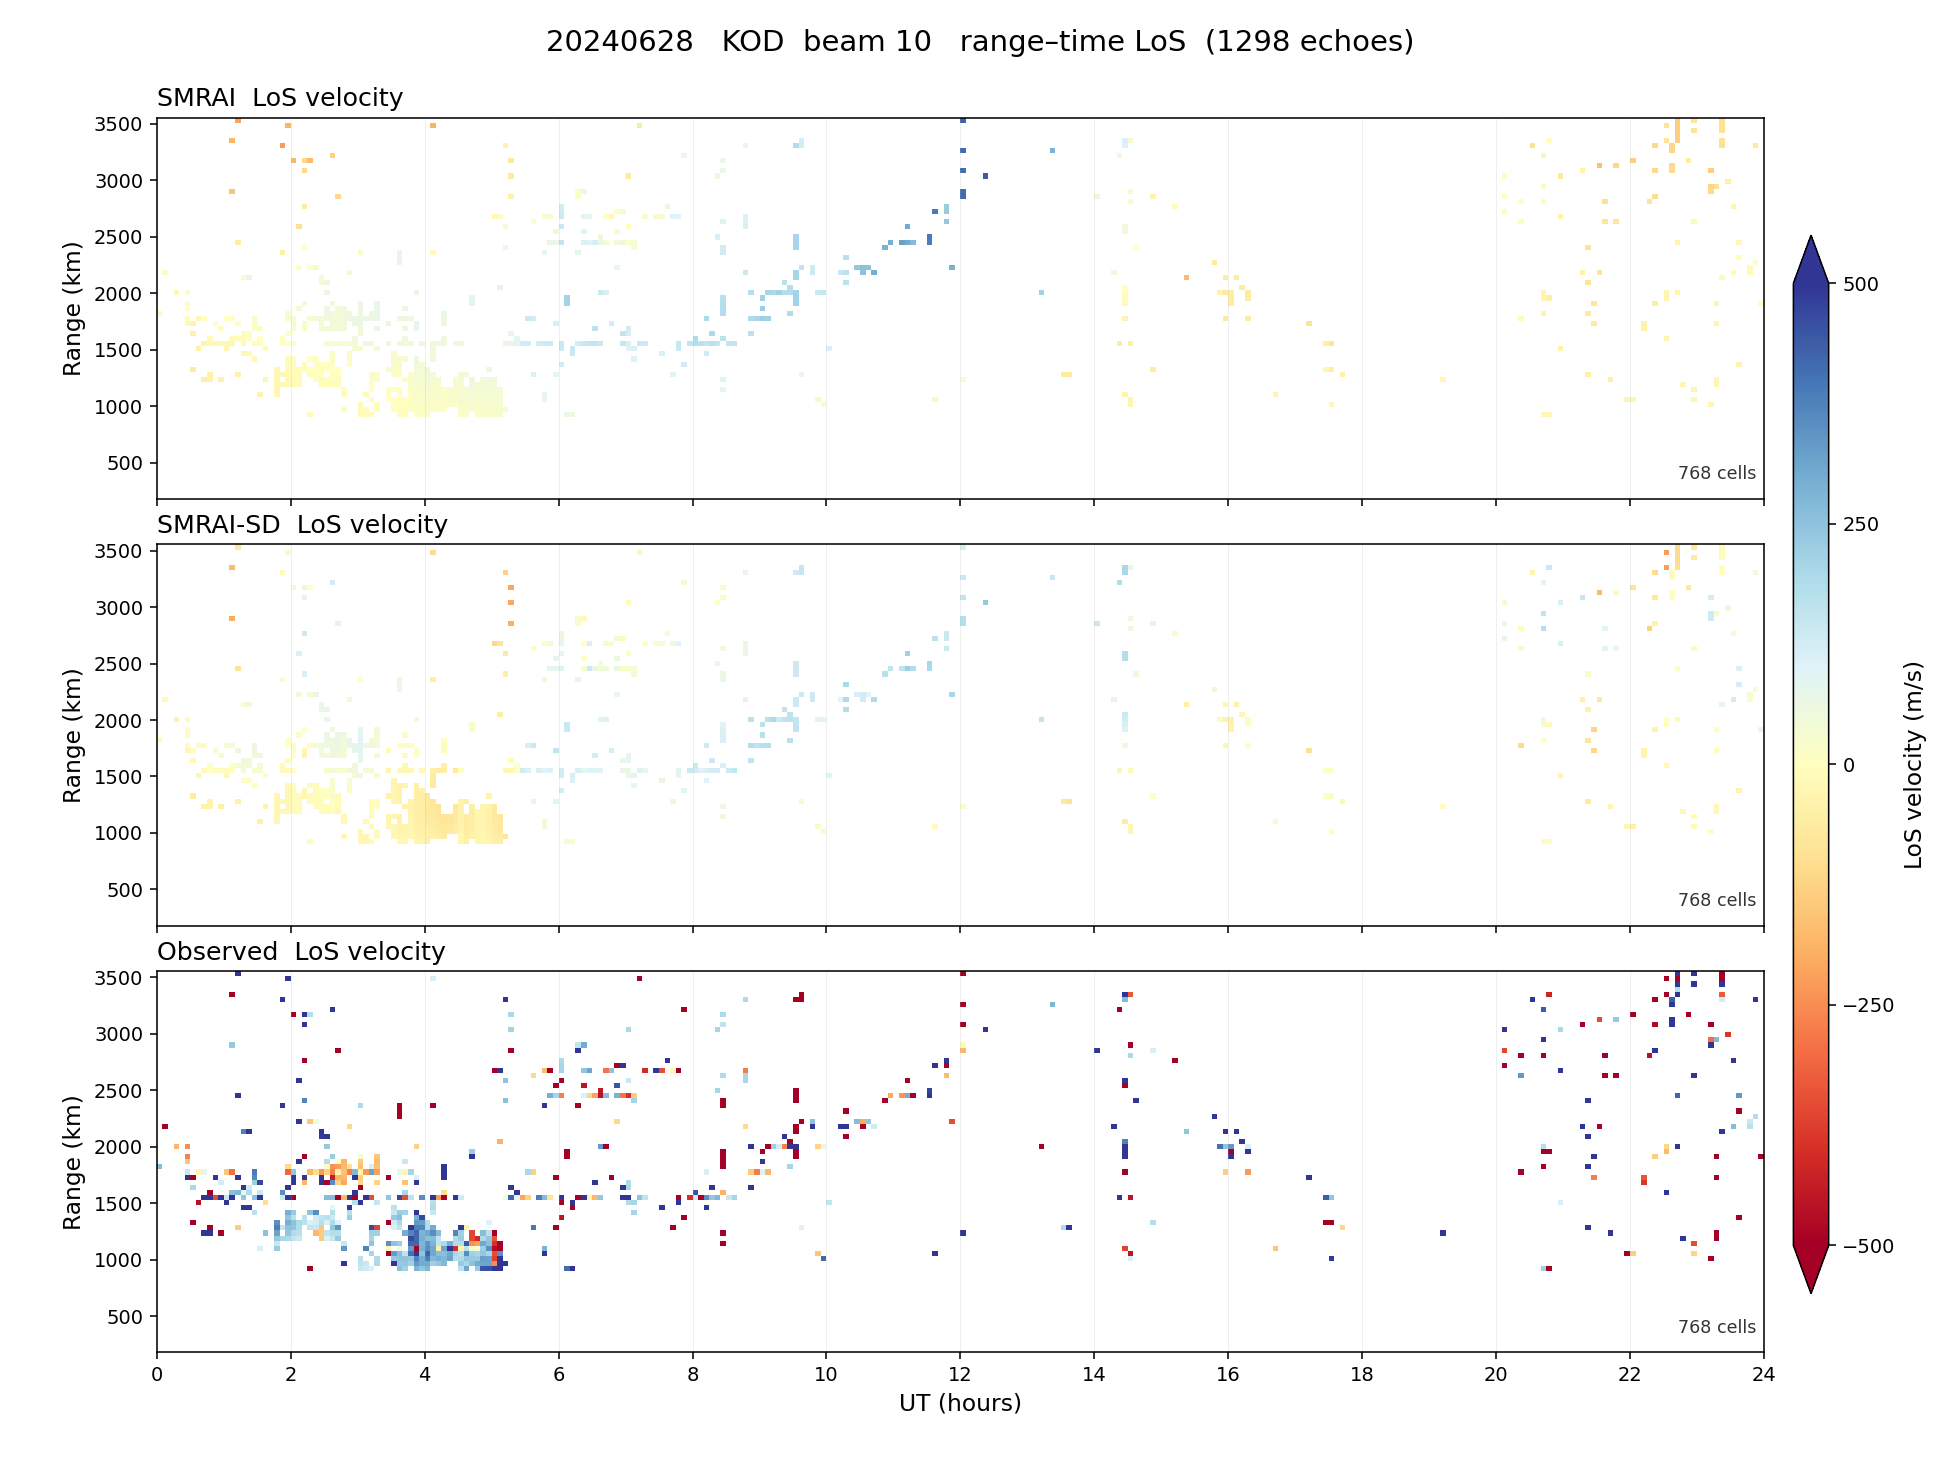 20240628 KOD beam 10 range–time LoS (1298 echoes)
SMRAI LoS velocity
3500
3000
2500
2000
1500
1000
500
Range (km)
768 cells
SMRAI-SD LoS velocity
3500
3000
2500
2000
1500
1000
500
Range (km)
768 cells
Observed LoS velocity
3500
3000
2500
2000
1500
1000
500
Range (km)
768 cells
0 2 4 6 8 10 12 14 16 18 20 22 24
UT (hours)
500
250
0
−250
−500
LoS velocity (m/s)